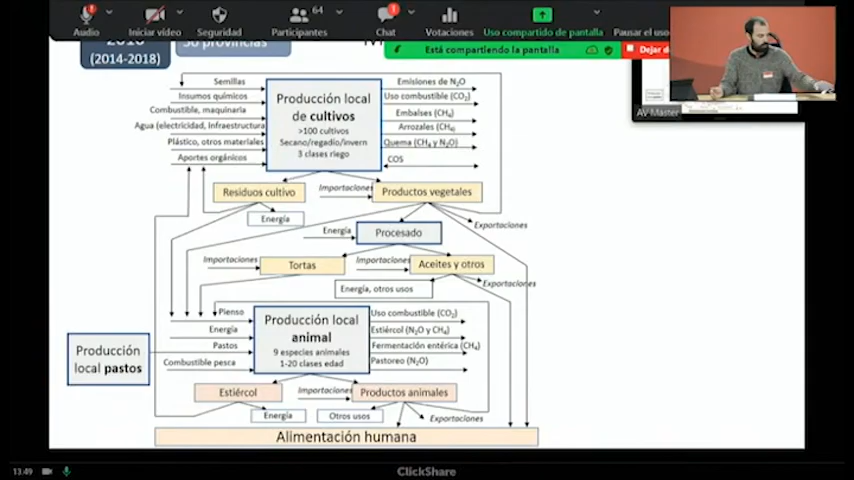 Audio
Iniciar vídeo
Seguridad
Participantes
64
Chat
1
Votaciones
Uso compartido de pantalla
Pausar el uso
Está compartiendo la pantalla
Dejar de
2016
(2014-2018)
50 provincias
AV-Master
Semillas
Insumos químicos
Combustible, maquinaria
Agua (electricidad, Infraestructura
Plástico, otros materiales
Aportes orgánicos
Producción local
de cultivos
>100 cultivos
Secano/regadío/invern
3 clases riego
Emisiones de N2O
Uso combustible (CO2)
Embalses (CH4)
Arrozales (CH4)
Quema (CH4 y N2O)
COS
Residuos cultivo
Importaciones
Productos vegetales
Energía
Exportaciones
Energía
Procesado
Importaciones
Tortas
Importaciones
Aceites y otros
Energía, otros usos
Exportaciones
Pienso
Energía
Pastos
Combustible pesca
Producción local
animal
9 especies animales
1-20 clases edad
Uso combustible (CO2)
Estiércol (N2O y CH4)
Fermentación entérica (CH4)
Pastoreo (N2O)
Producción
local pastos
Estiércol
Importaciones
Productos animales
Energía
Otros usos
Exportaciones
Alimentación humana
13:49
ClickShare